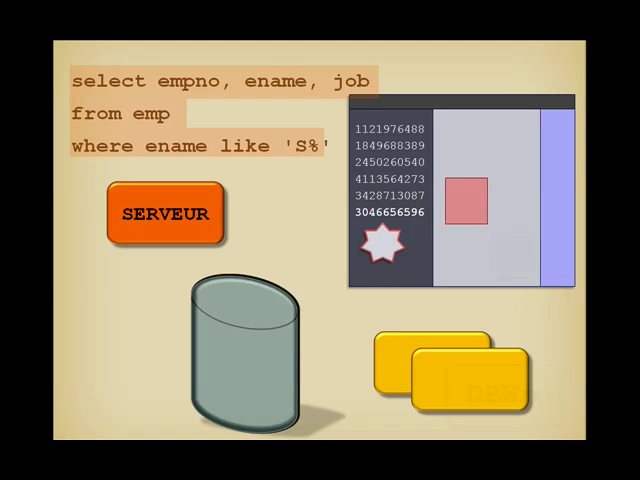 select empno, ename, job
from emp
where ename like 'S%'
1121976488
1849688389
2450260540
4113564273
3428713087
3046656596
SERVEUR